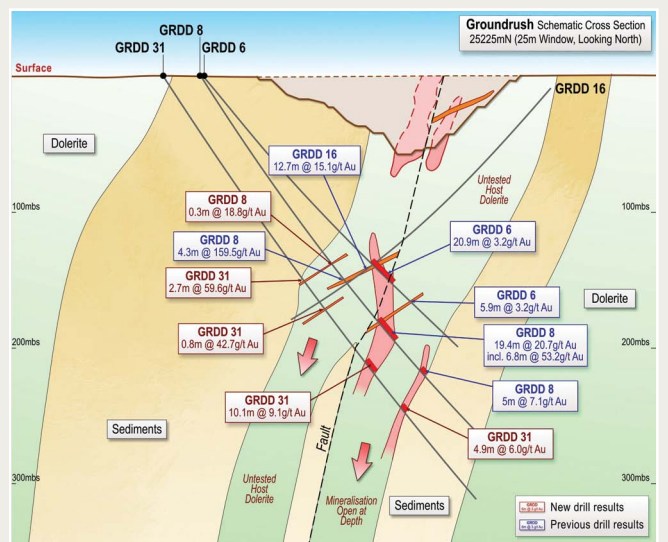 Groundrush Schematic Cross Section
25225mN (25m Window, Looking North)
GRDD 8
GRDD 31
GRDD 6
Surface
GRDD 16
Dolerite
GRDD 16
12.7m @ 15.1g/t Au
Untested
Host
Dolerite
100mbs
100mbs
GRDD 8
0.3m @ 18.8g/t Au
GRDD 6
20.9m @ 3.2g/t Au
GRDD 8
4.3m @ 159.5g/t Au
GRDD 31
2.7m @ 59.6g/t Au
GRDD 6
5.9m @ 3.2g/t Au
Dolerite
GRDD 31
0.8m @ 42.7g/t Au
GRDD 8
19.4m @ 20.7g/t Au
incl. 6.8m @ 53.2g/t Au
200mbs
200mbs
GRDD 8
5m @ 7.1g/t Au
GRDD 31
10.1m @ 9.1g/t Au
GRDD 31
4.9m @ 6.0g/t Au
Sediments
Fault
300mbs
300mbs
Untested
Host
Dolerite
Mineralisation
Open at
Depth
Sediments
GRDD
New drill results
GRDD
Previous drill results